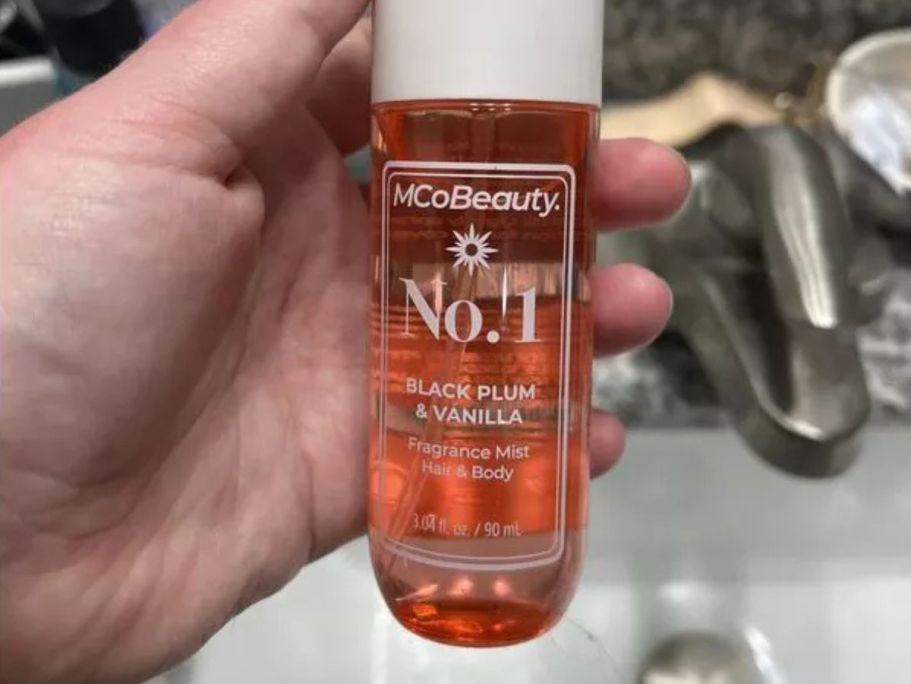 MCoBeauty.
No. 1
BLACK PLUM
& VANILLA
Fragrance Mist
Hair & Body
3.04 fl. oz. / 90 mL